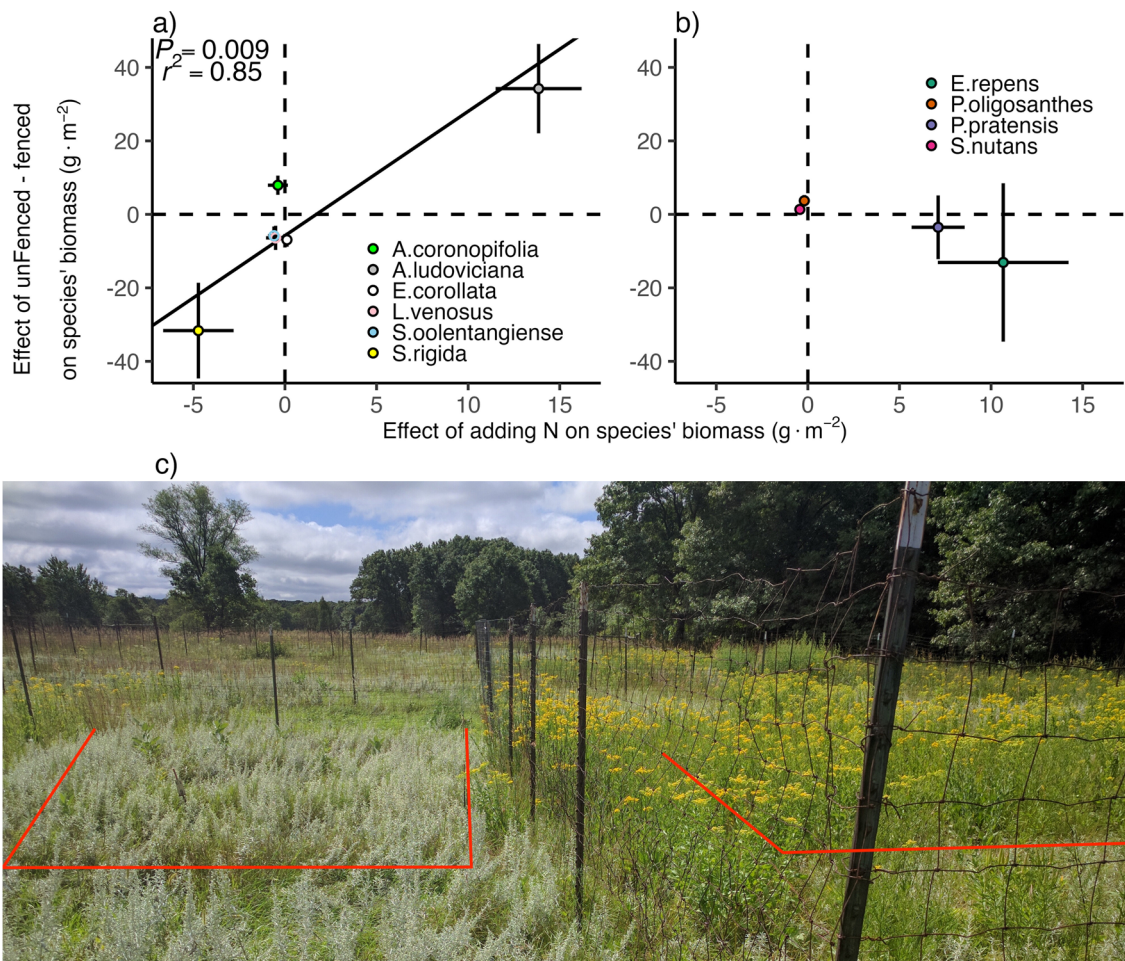 a)
b)
P = 0.009
r² = 0.85
Effect of unFenced - fenced
on species' biomass (g · m⁻²)
40
20
0
-20
-40
A.coronopifolia
A.ludoviciana
E.corollata
L.venosus
S.oolentangiense
S.rigida
-5
0
5
10
15
40
20
0
-20
-40
E.repens
P.oligosanthes
P.pratensis
S.nutans
-5
0
5
10
15
Effect of adding N on species' biomass (g · m⁻²)
c)